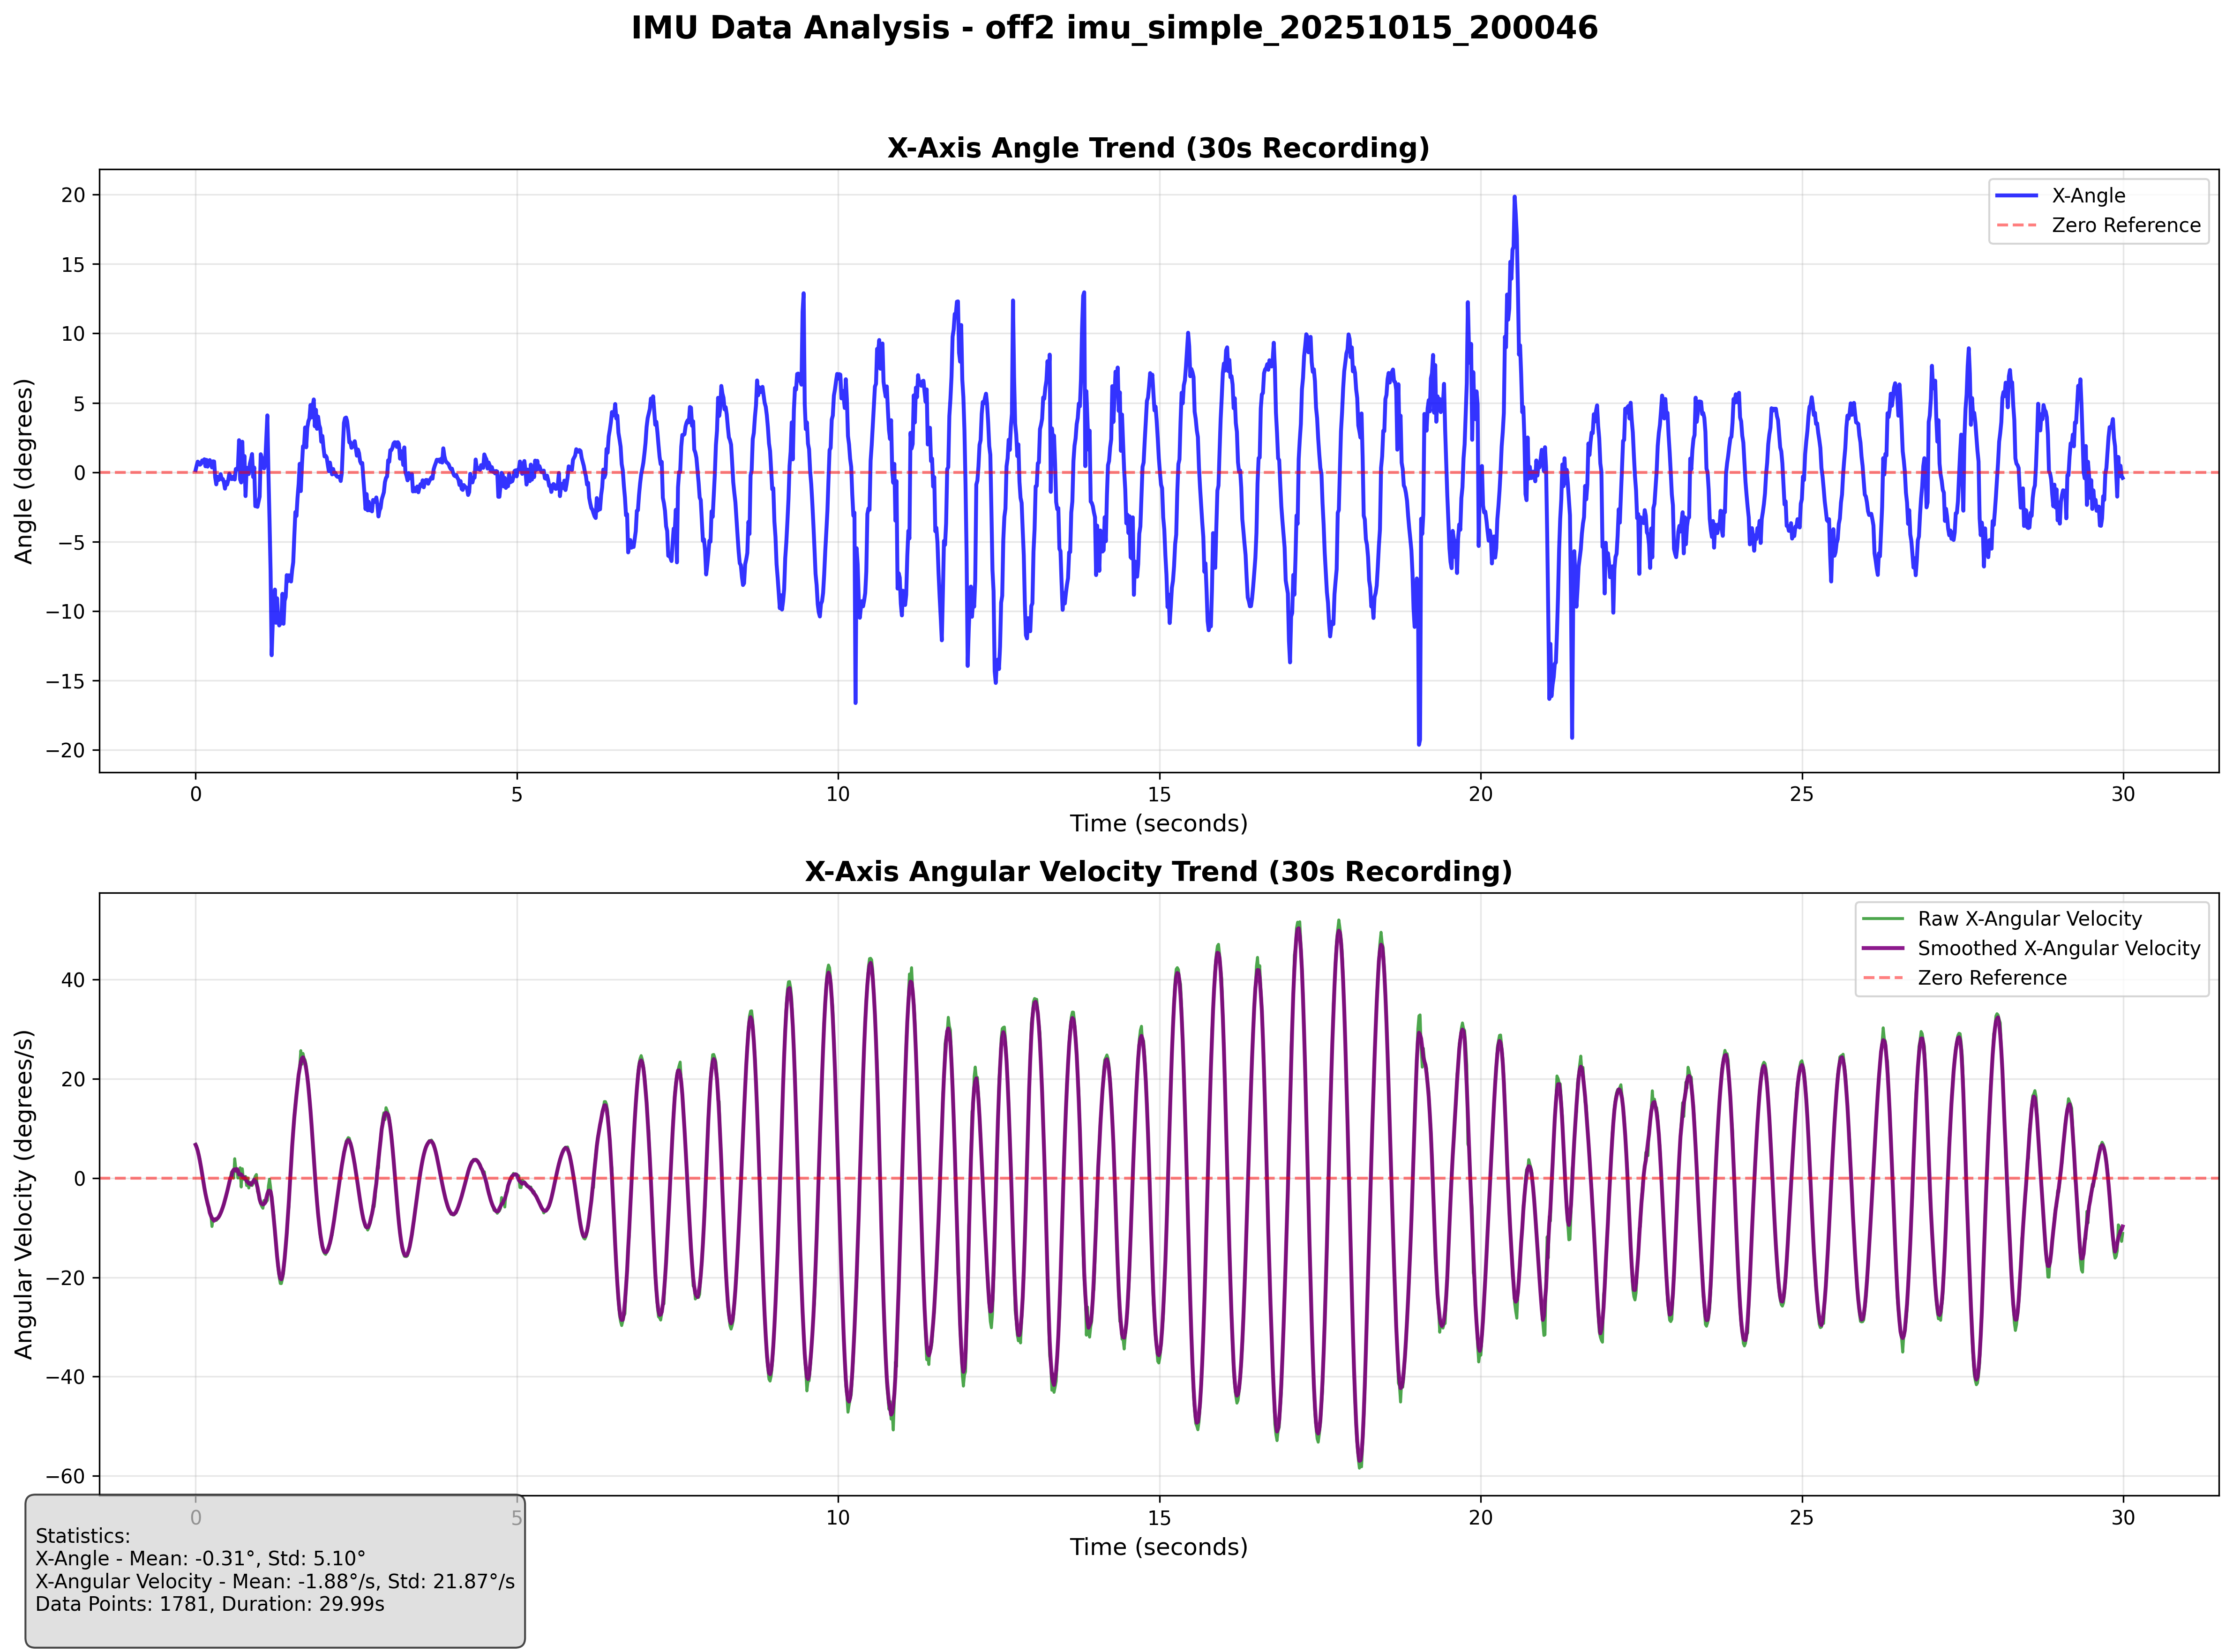 IMU Data Analysis - off2 imu_simple_20251015_200046
X-Axis Angle Trend (30s Recording)
X-Angle
Zero Reference
Angle (degrees)
20
15
10
5
0
−5
−10
−15
−20
0 5 10 15 20 25 30
Time (seconds)
X-Axis Angular Velocity Trend (30s Recording)
Raw X-Angular Velocity
Smoothed X-Angular Velocity
Zero Reference
Angular Velocity (degrees/s)
40
20
0
−20
−40
−60
0 5 10 15 20 25 30
Time (seconds)
Statistics:
X-Angle - Mean: -0.31°, Std: 5.10°
X-Angular Velocity - Mean: -1.88°/s, Std: 21.87°/s
Data Points: 1781, Duration: 29.99s